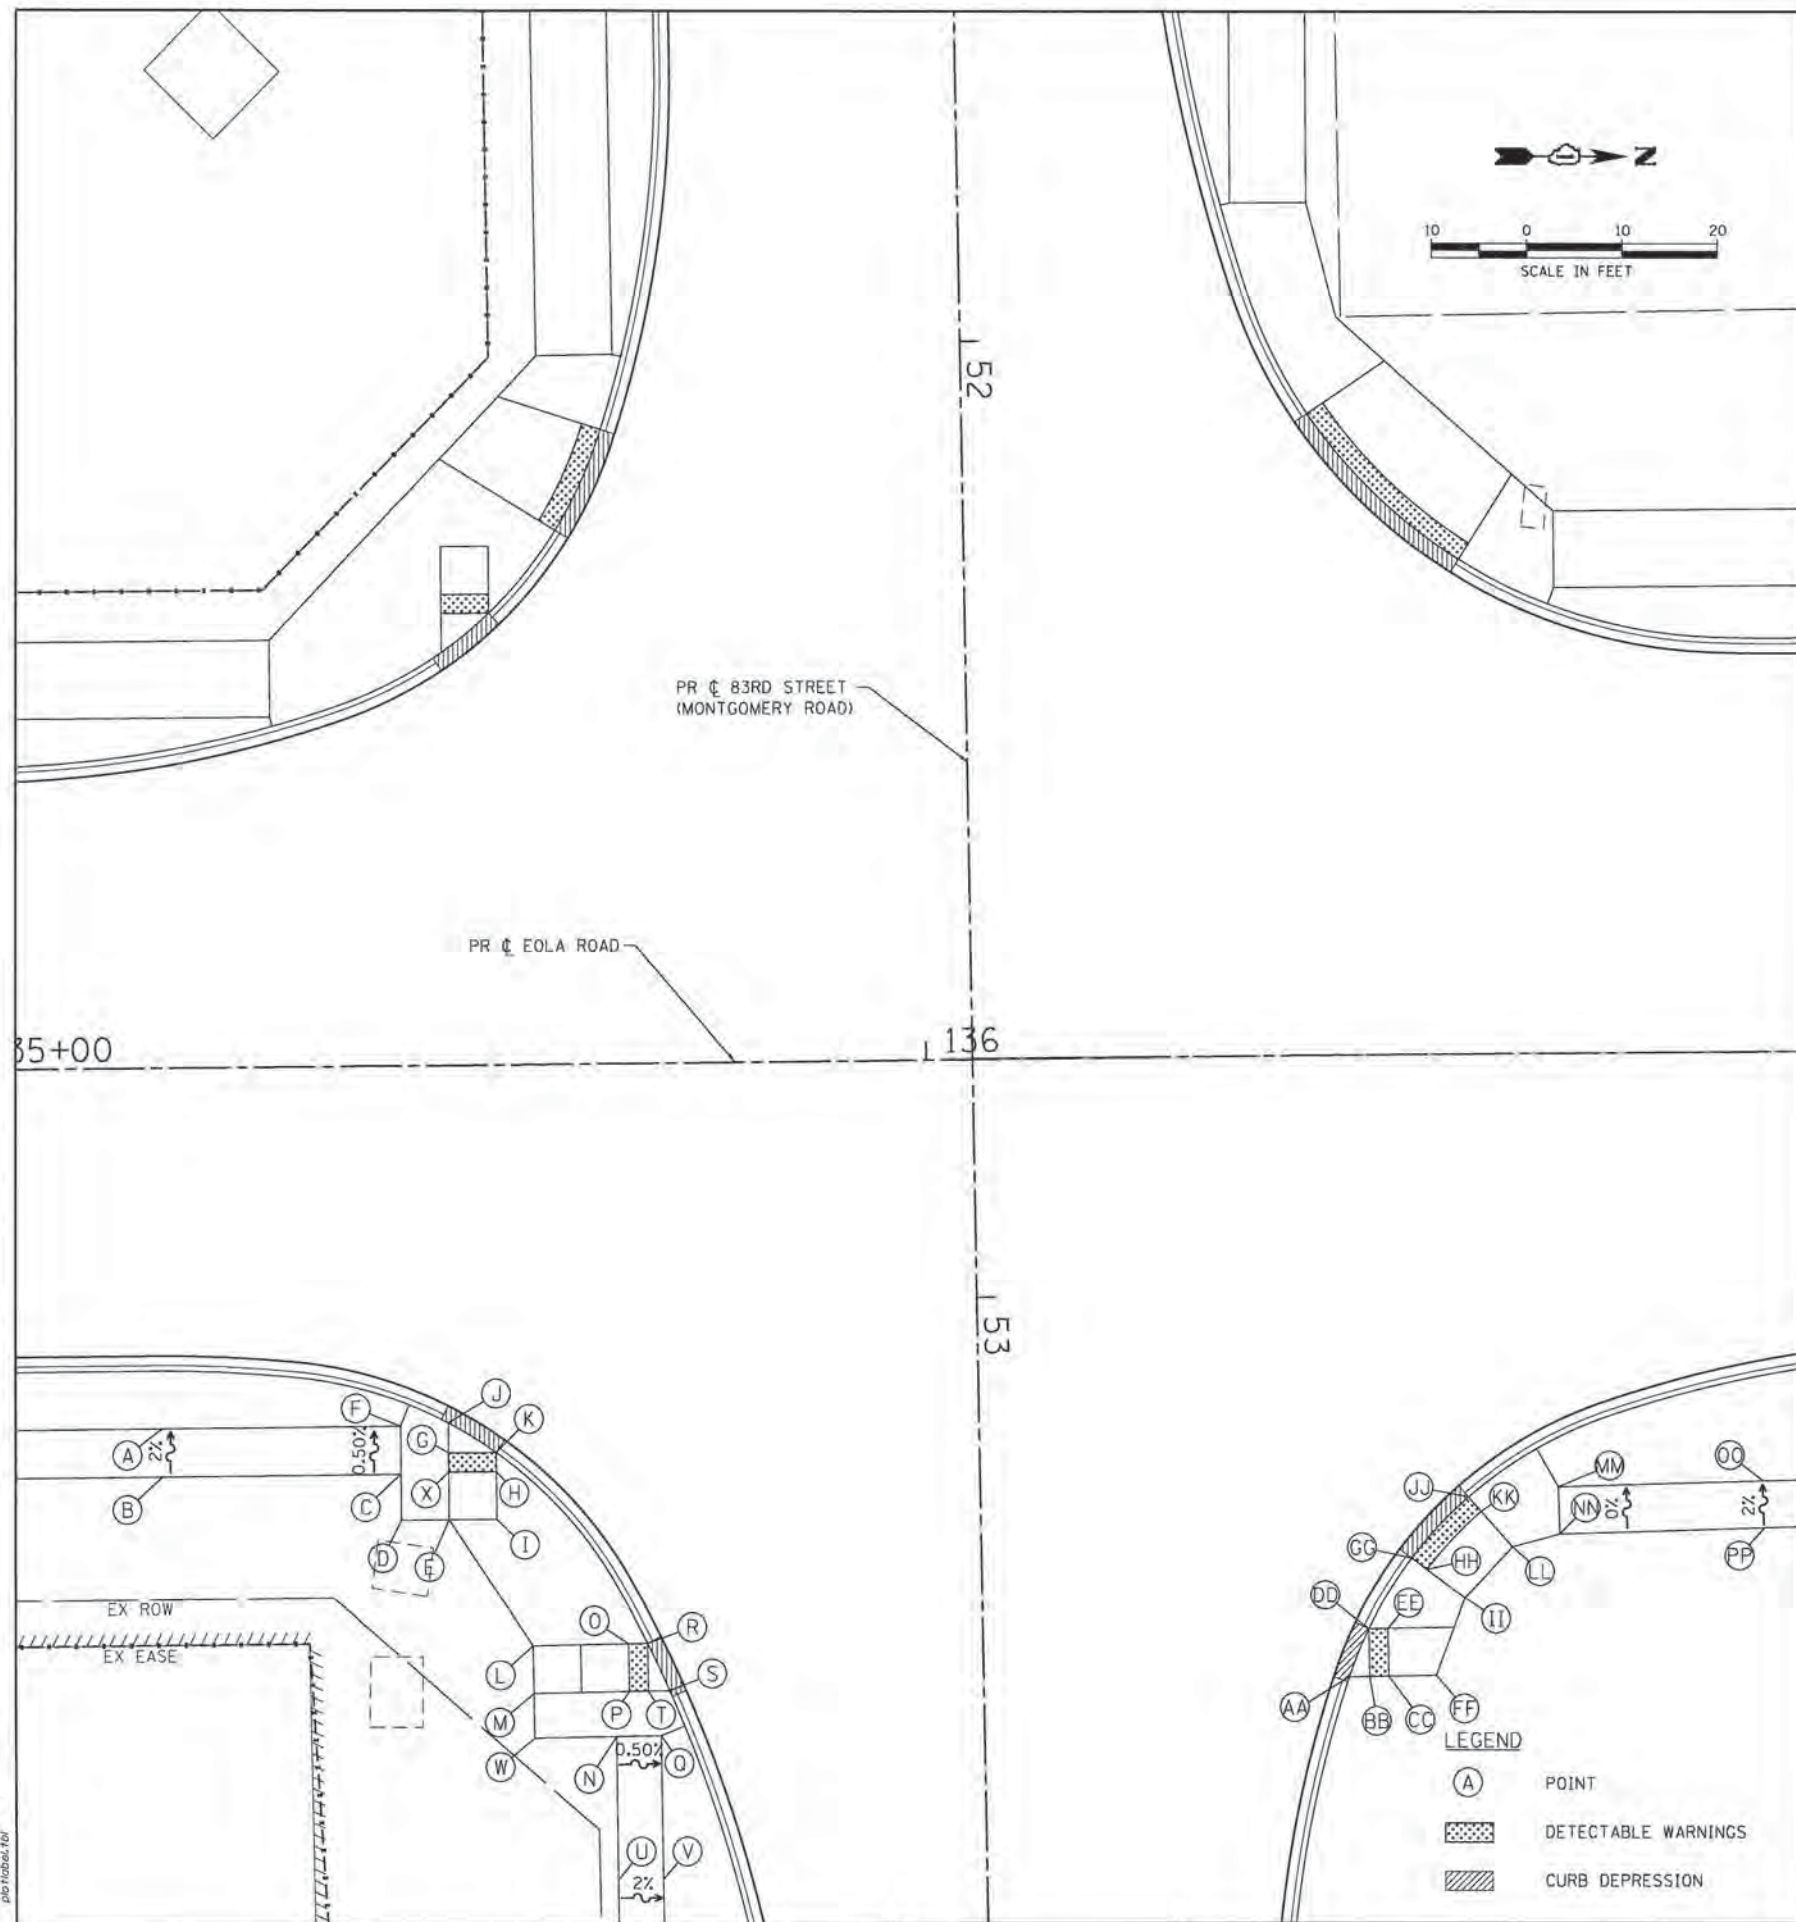 N
10 0 10 20
SCALE IN FEET
52
PR ℄ 83RD STREET
(MONTGOMERY ROAD)
PR ℄ EOLA ROAD
35+00
136
53
J
F
K
G
A
2%
0.50%
B
C
X
H
D
E
I
EX ROW
EX EASE
O
R
L
S
M
P
T
W
N
0.50%
Q
U
V
2%
OO
MM
JJ
KK
NN
0%
2%
GG
HH
LL
PP
DD
EE
II
AA
BB
CC
FF
LEGEND
A POINT
DETECTABLE WARNINGS
CURB DEPRESSION
plotlabel.tbl